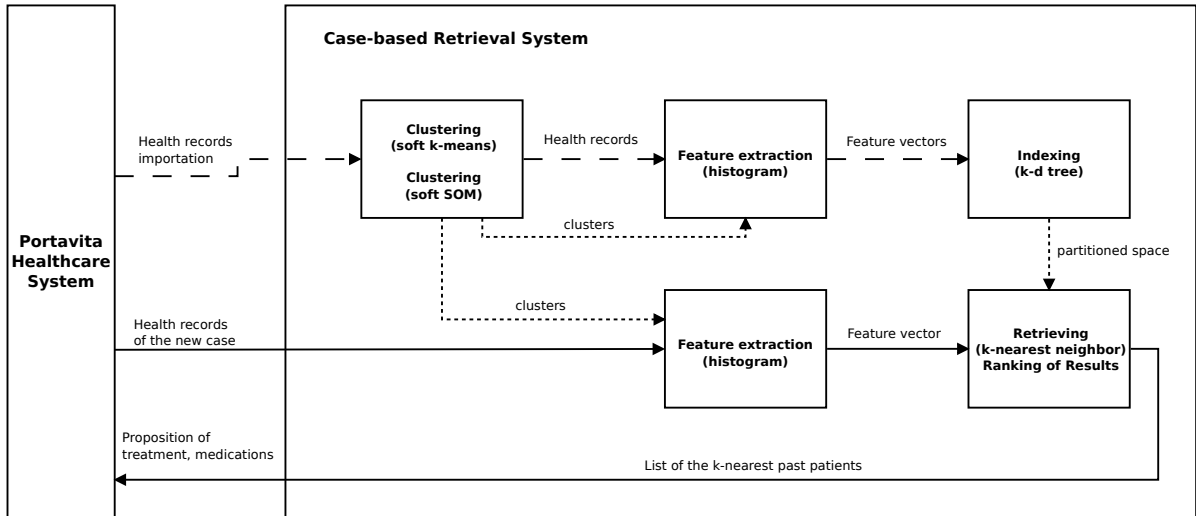 Case-based Retrieval System
Health records
importation
Clustering
(soft k-means)
Clustering
(soft SOM)
Health records
Feature extraction
(histogram)
Feature vectors
Indexing
(k-d tree)
clusters
Portavita
Healthcare
System
partitioned space
clusters
Health records
of the new case
Feature extraction
(histogram)
Feature vector
Retrieving
(k-nearest neighbor)
Ranking of Results
Proposition of
treatment, medications
List of the k-nearest past patients